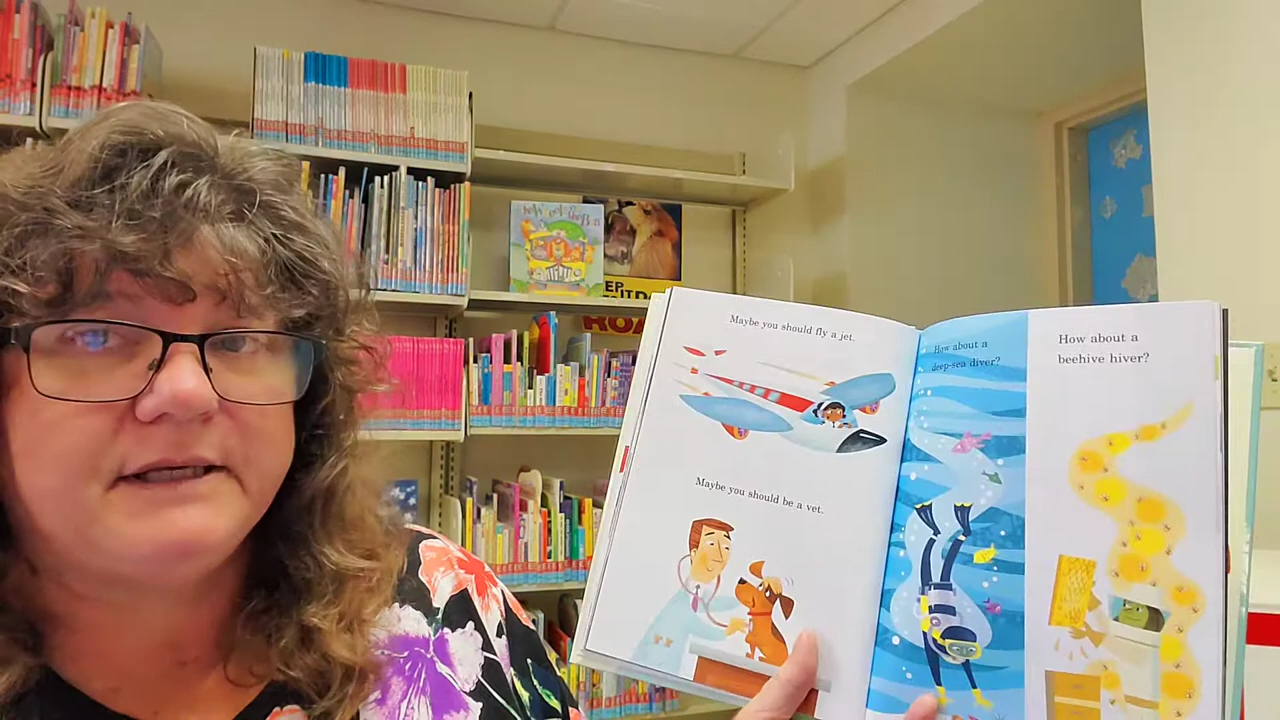 Maybe you should fly a jet.
Maybe you should be a vet.
How about a
deep-sea diver?
How about a
beehive hiver?